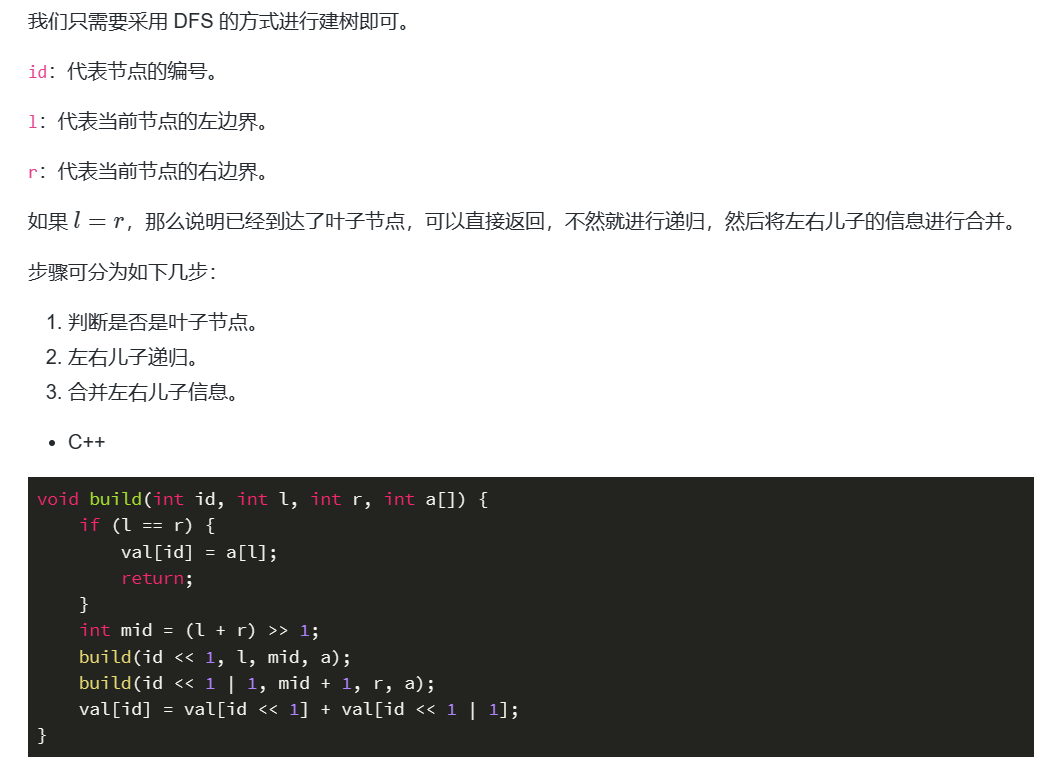 我们只需要采用 DFS 的方式进行建树即可。
id：代表节点的编号。
l：代表当前节点的左边界。
r：代表当前节点的右边界。
如果 l = r，那么说明已经到达了叶子节点，可以直接返回，不然就进行递归，然后将左右儿子的信息进行合并。
步骤可分为如下几步：
1. 判断是否是叶子节点。
2. 左右儿子递归。
3. 合并左右儿子信息。
• C++
void build(int id, int l, int r, int a[]) {
    if (l == r) {
        val[id] = a[l];
        return;
    }
    int mid = (l + r) >> 1;
    build(id << 1, l, mid, a);
    build(id << 1 | 1, mid + 1, r, a);
    val[id] = val[id << 1] + val[id << 1 | 1];
}